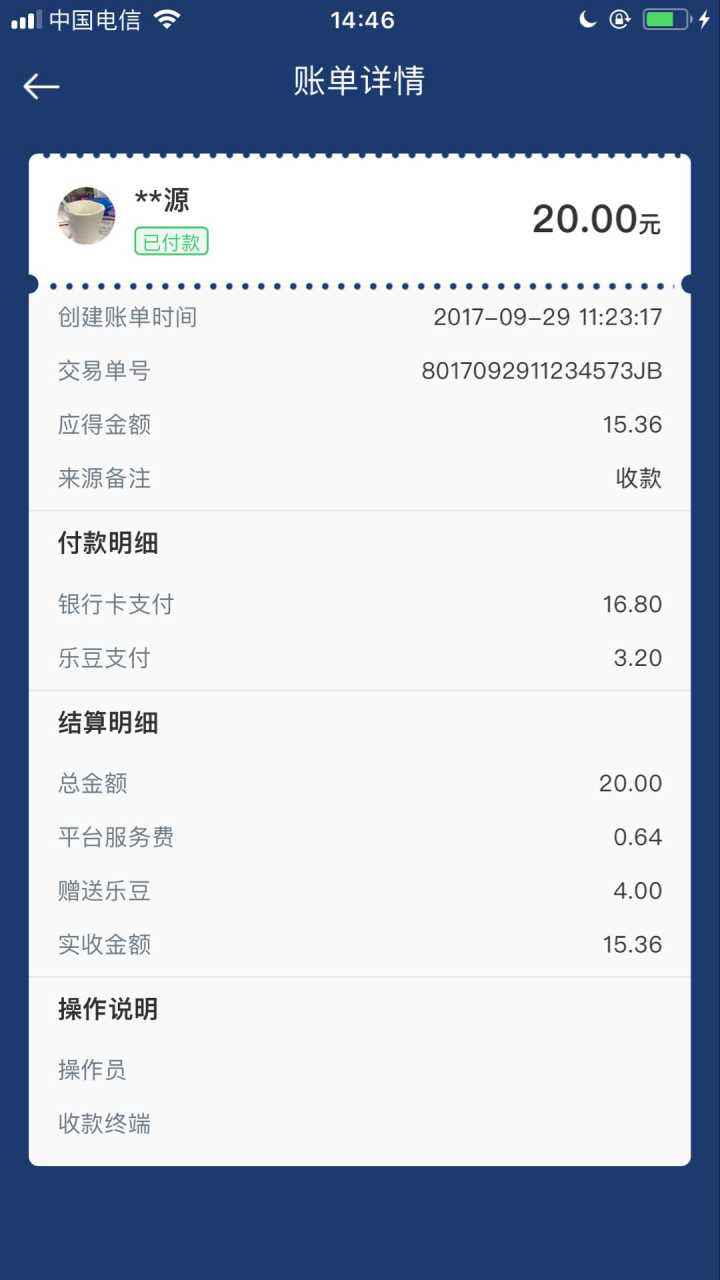 中国电信 14:46
账单详情
**源
已付款
20.00元
创建账单时间 2017-09-29 11:23:17
交易单号 8017092911234573JB
应得金额 15.36
来源备注 收款
付款明细
银行卡支付 16.80
乐豆支付 3.20
结算明细
总金额 20.00
平台服务费 0.64
赠送乐豆 4.00
实收金额 15.36
操作说明
操作员
收款终端